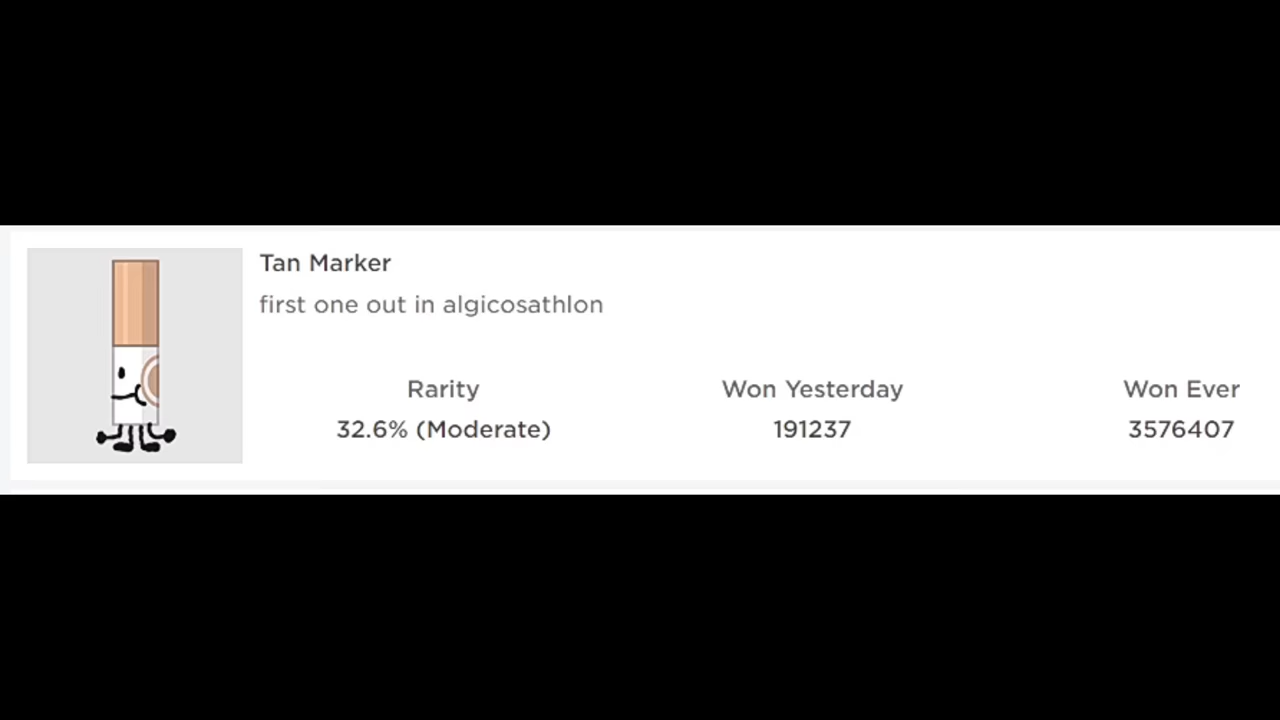 Tan Marker
first one out in algicosathlon
Rarity Won Yesterday Won Ever
32.6% (Moderate) 191237 3576407